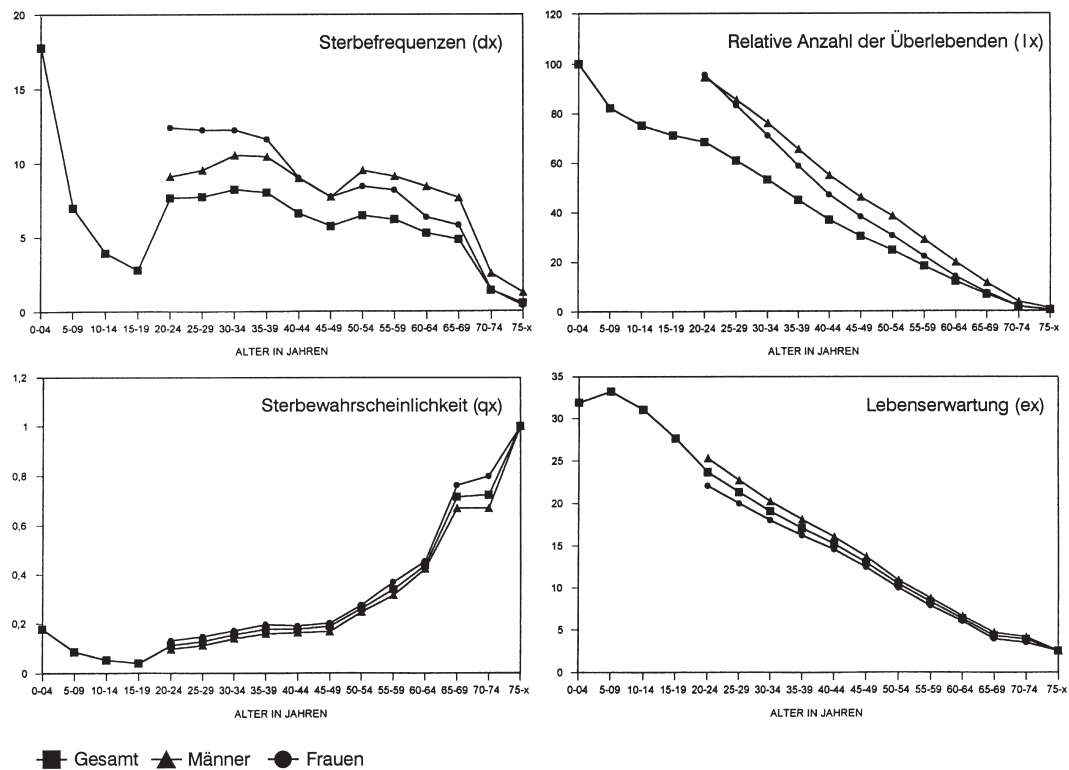 Sterbefrequenzen (dx)
20
15
10
5
0
0-04 5-09 10-14 15-19 20-24 25-29 30-34 35-39 40-44 45-49 50-54 55-59 60-64 65-69 70-74 75-x
ALTER IN JAHREN
Relative Anzahl der Überlebenden (lx)
120
100
80
60
40
20
0
0-04 5-09 10-14 15-19 20-24 25-29 30-34 35-39 40-44 45-49 50-54 55-59 60-64 65-69 70-74 75-x
ALTER IN JAHREN
Sterbewahrscheinlichkeit (qx)
1,2
1
0,8
0,6
0,4
0,2
0
0-04 5-09 10-14 15-19 20-24 25-29 30-34 35-39 40-44 45-49 50-54 55-59 60-64 65-69 70-74 75-x
ALTER IN JAHREN
Lebenserwartung (ex)
35
30
25
20
15
10
5
0
0-04 5-09 10-14 15-19 20-24 25-29 30-34 35-39 40-44 45-49 50-54 55-59 60-64 65-69 70-74 75-x
ALTER IN JAHREN
Gesamt Männer Frauen